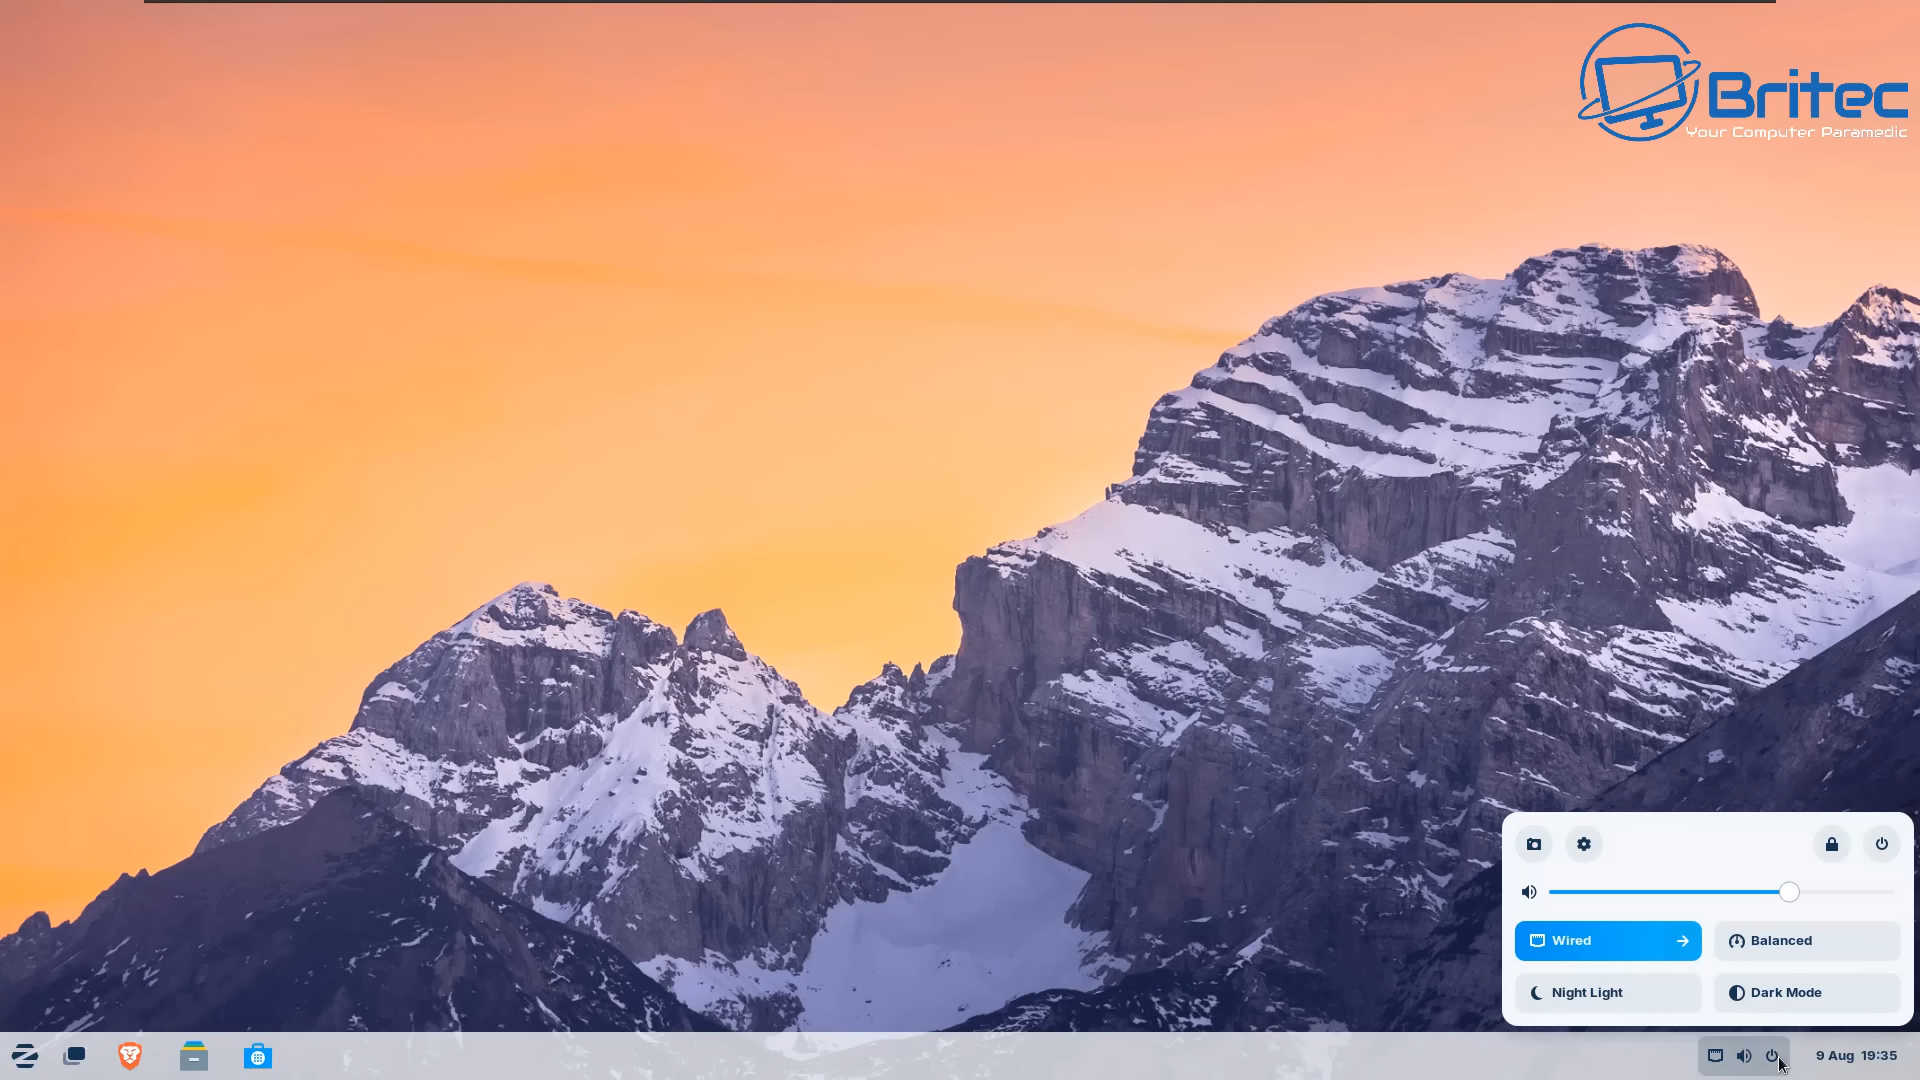 Britec
Your Computer Paramedic
Wired
Balanced
Night Light
Dark Mode
9 Aug 19:35